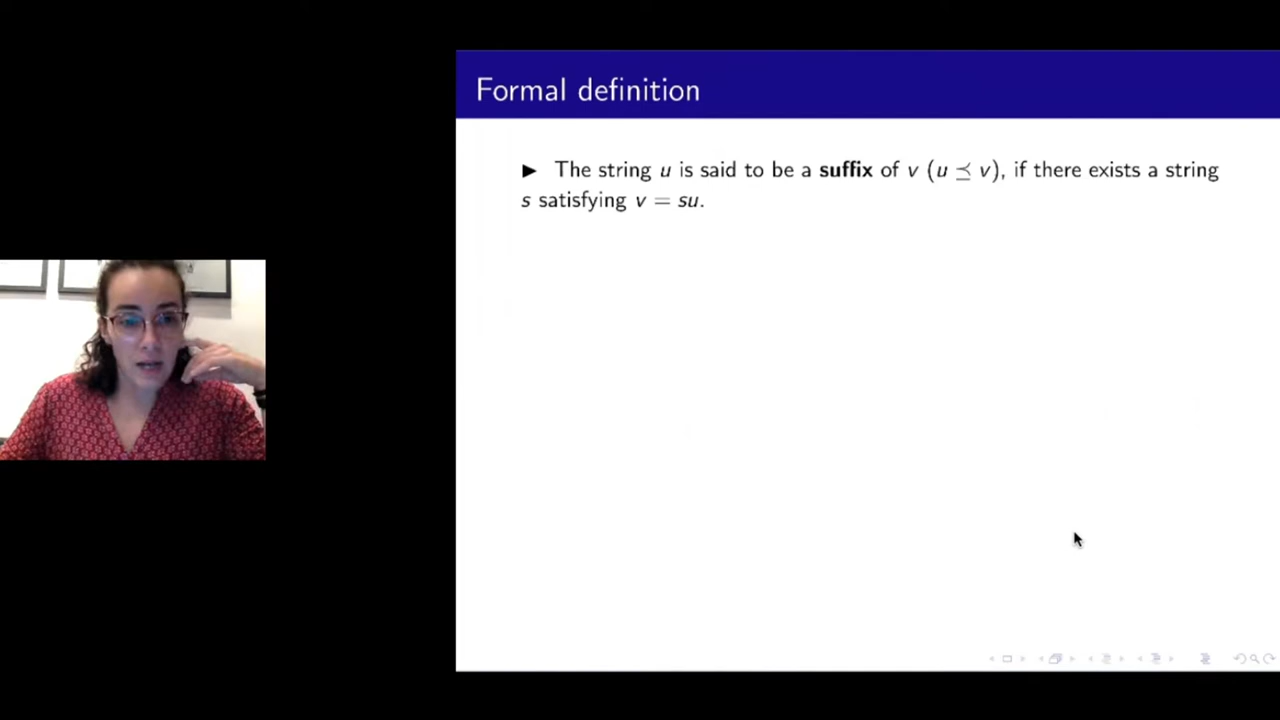 Formal definition
▶ The string u is said to be a suffix of v (u ⪯ v), if there exists a string
s satisfying v = su.